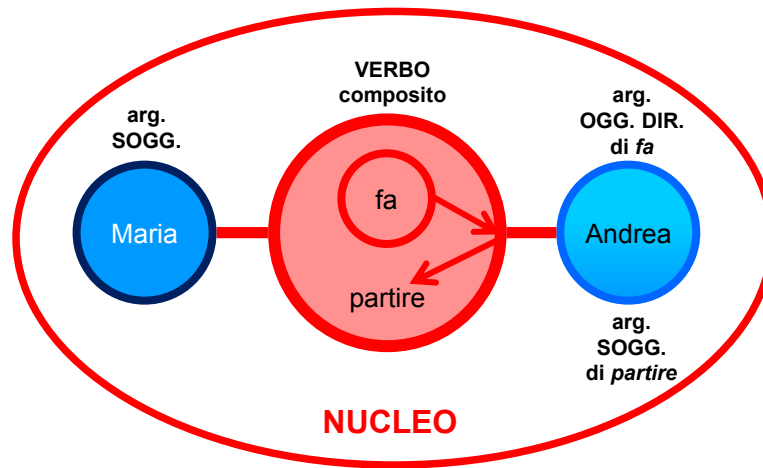 VERBO
composito
arg.
SOGG.
arg.
OGG. DIR.
di fa
fa
Maria
Andrea
partire
arg.
SOGG.
di partire
NUCLEO